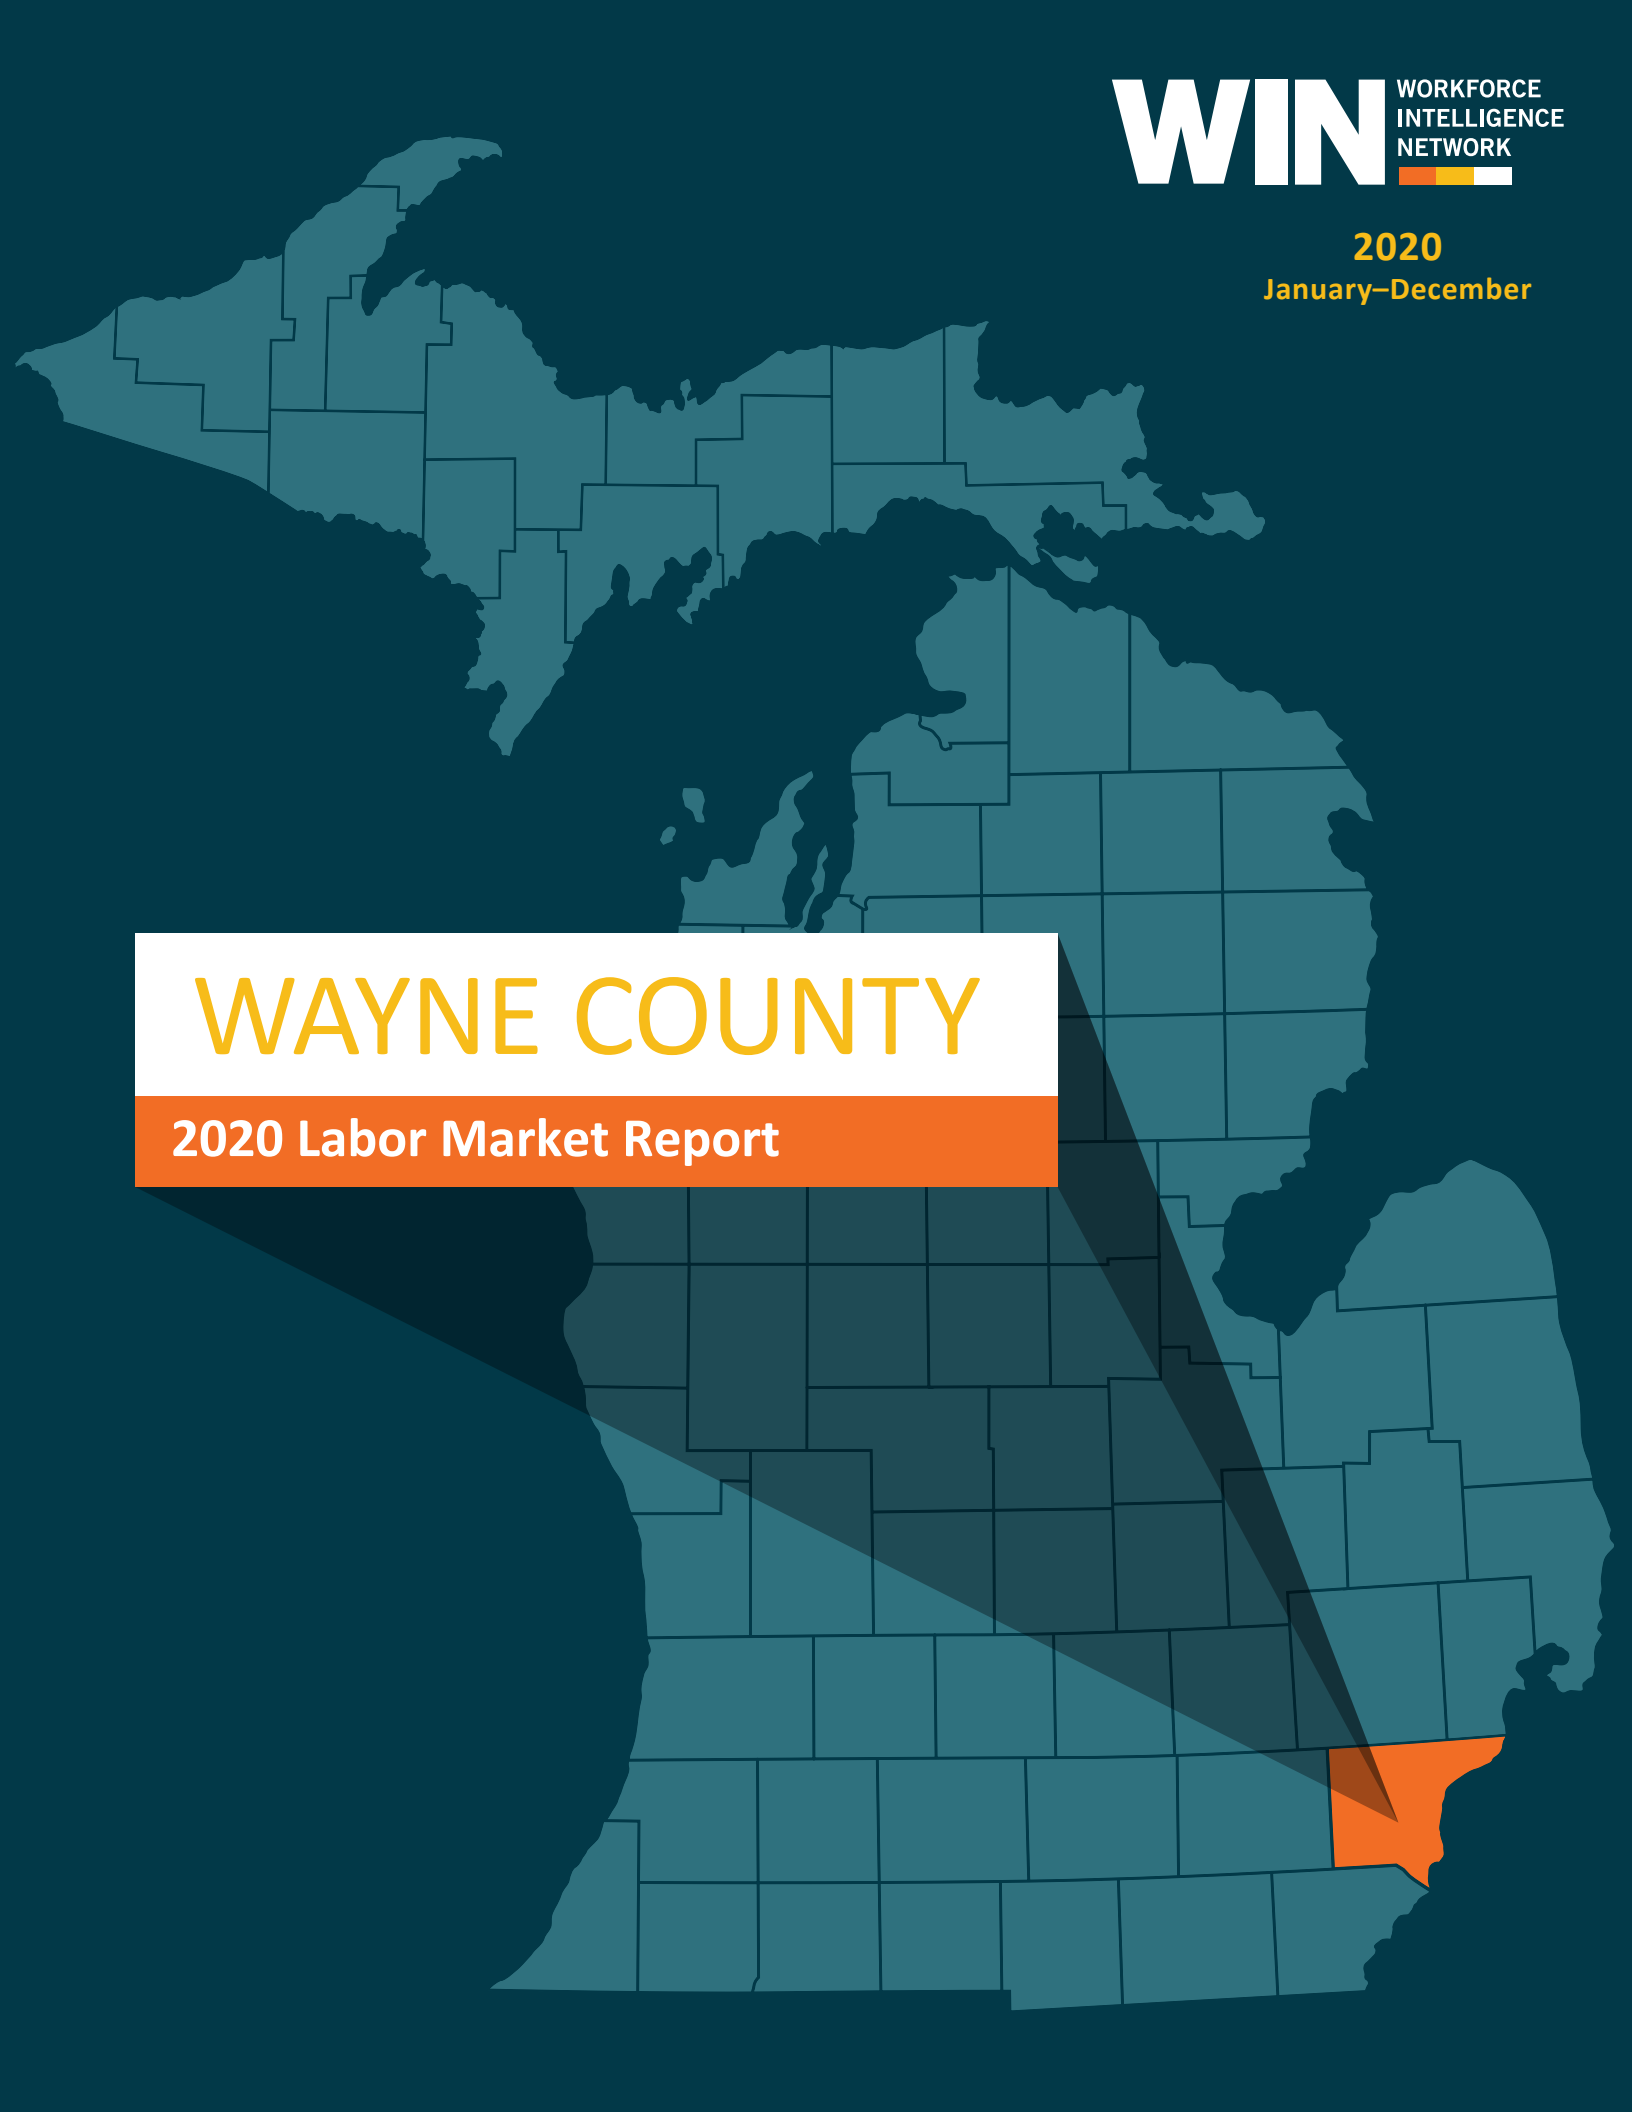 WIN
WORKFORCE
INTELLIGENCE
NETWORK
2020
January–December
WAYNE COUNTY
2020 Labor Market Report